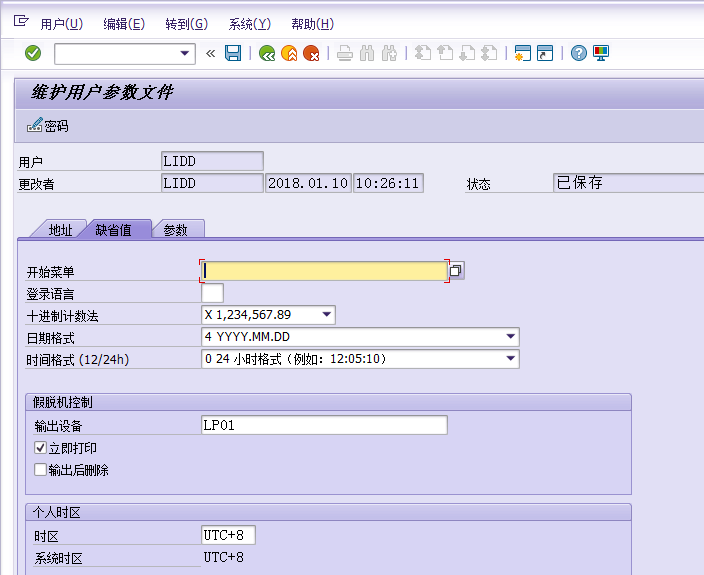 用户(U) 编辑(E) 转到(G) 系统(Y) 帮助(H)
维护用户参数文件
密码
用户 LIDD
更改者 LIDD 2018.01.10 10:26:11 状态 已保存
地址 缺省值 参数
开始菜单
登录语言
十进制计数法 X 1,234,567.89
日期格式 4 YYYY.MM.DD
时间格式 (12/24h) 0 24 小时格式（例如：12:05:10）
假脱机控制
输出设备 LP01
立即打印
输出后删除
个人时区
时区 UTC+8
系统时区 UTC+8